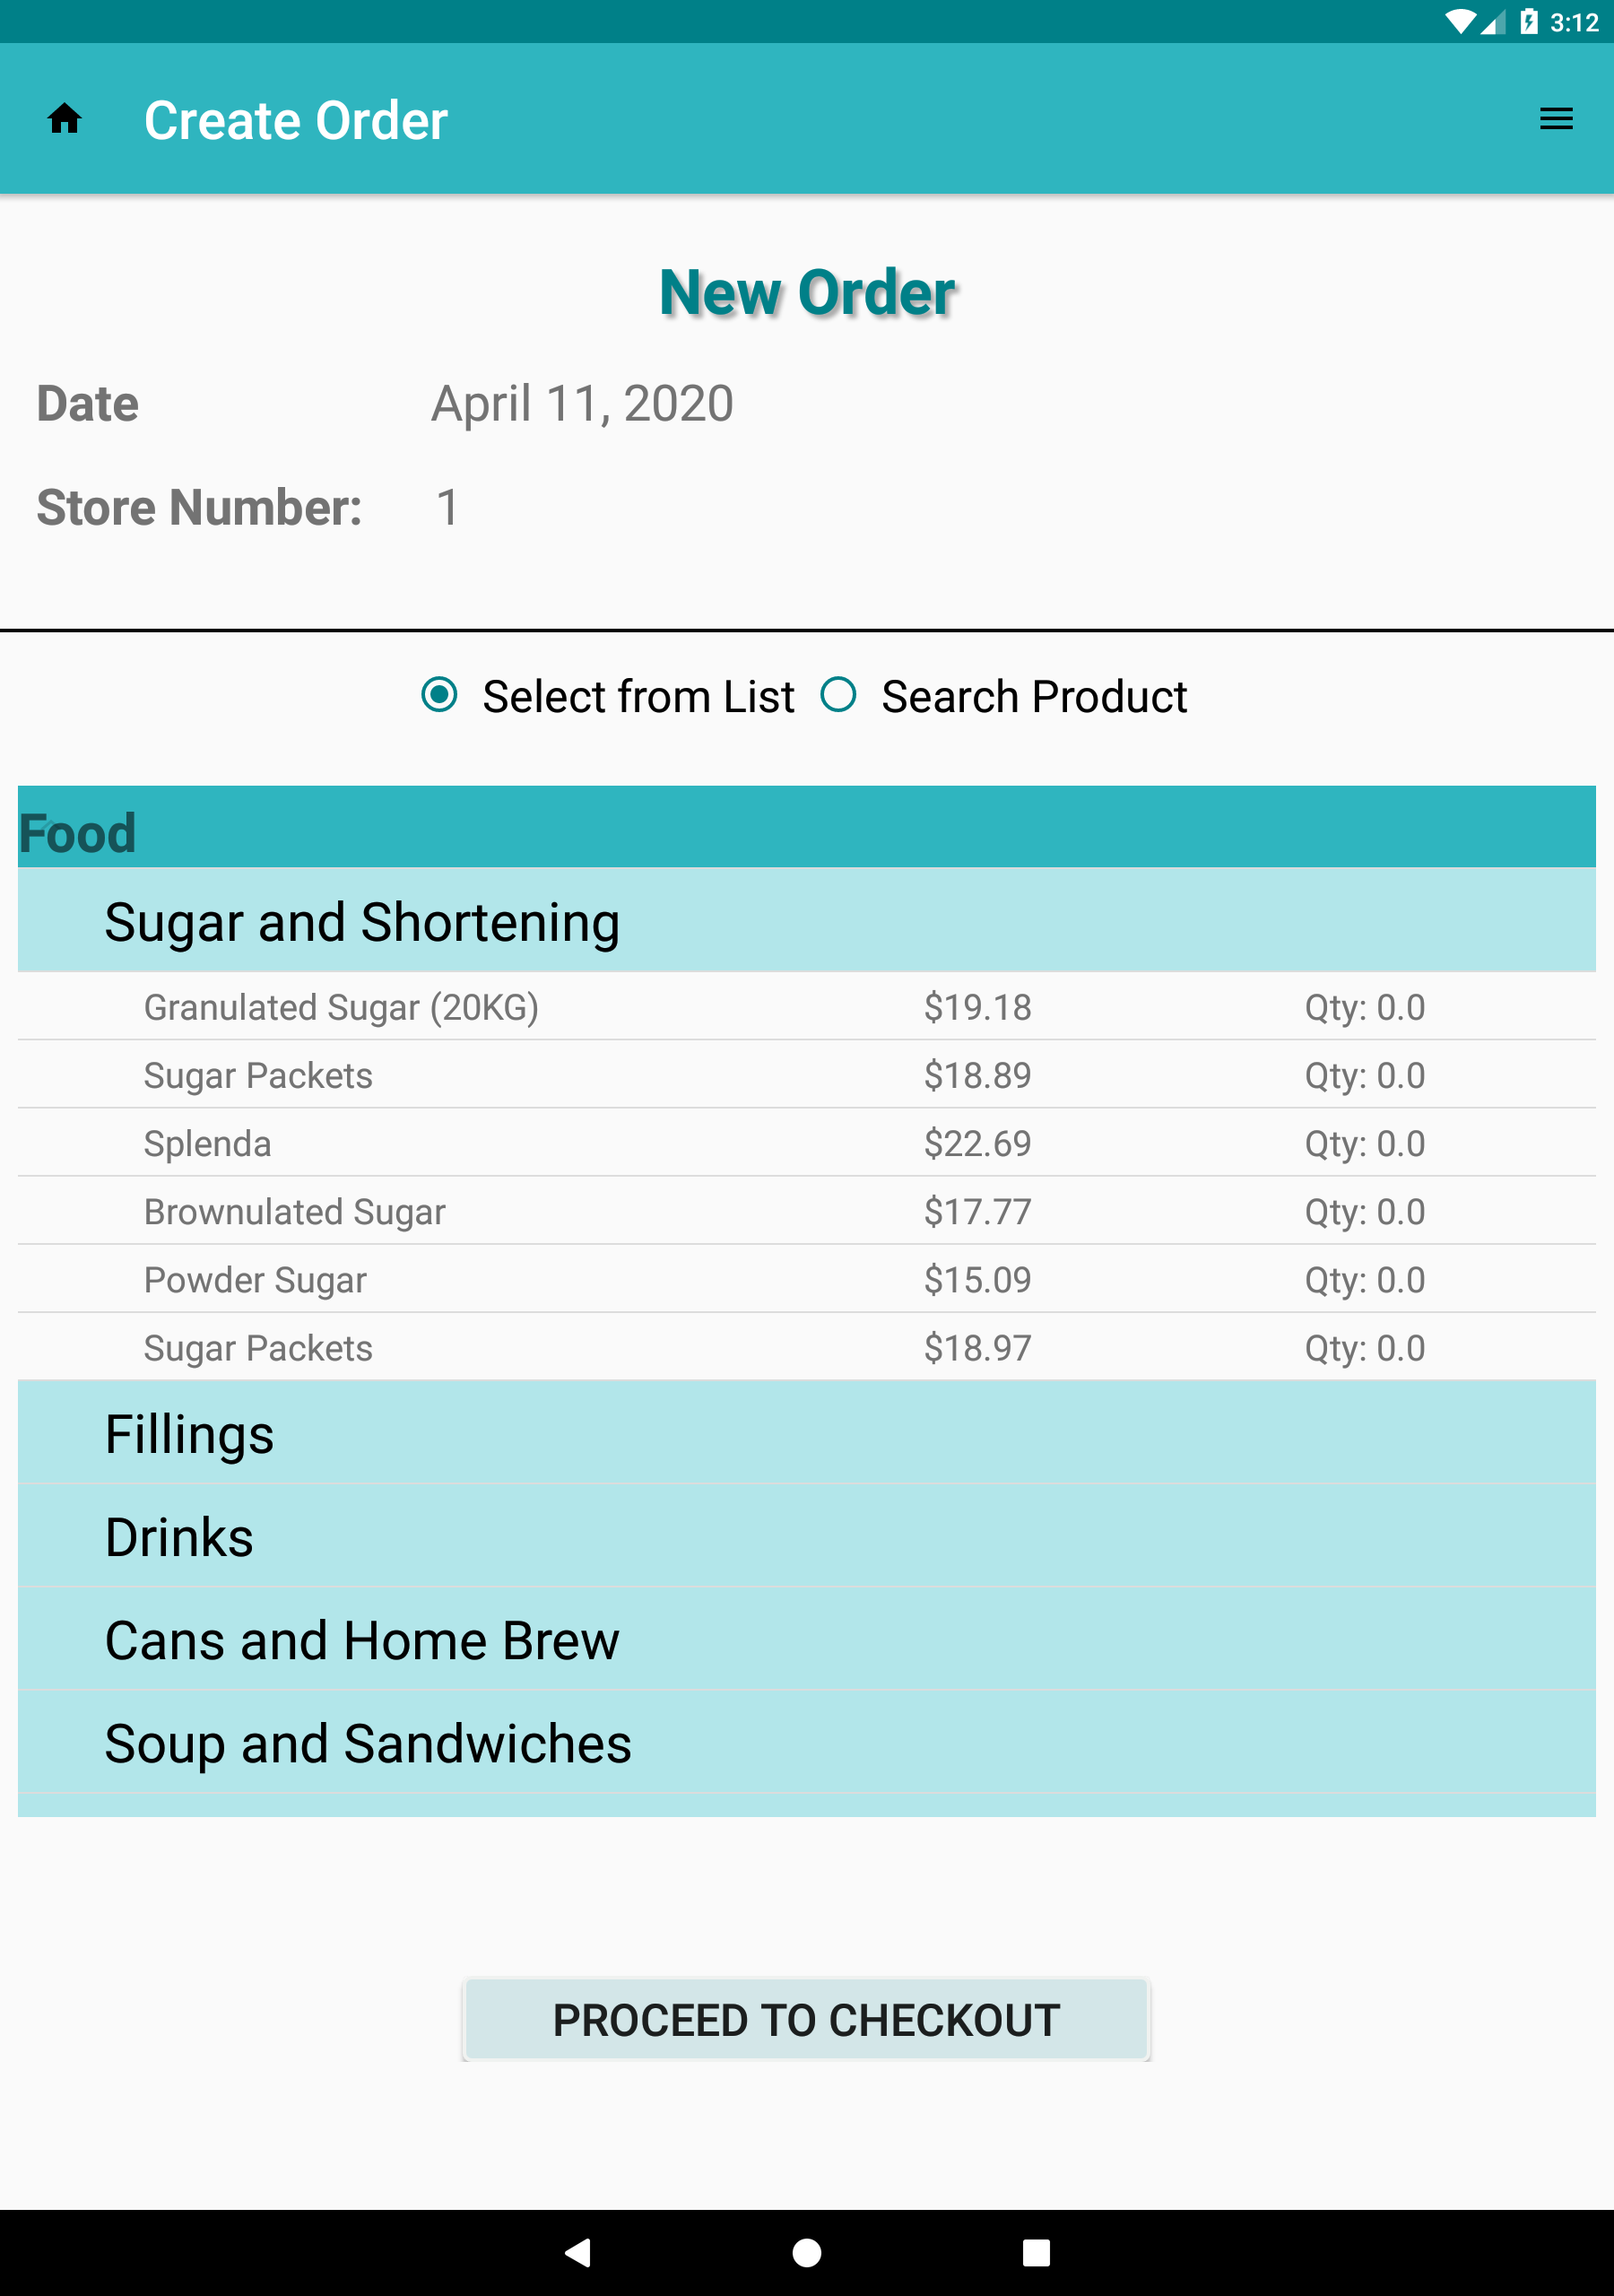 3:12
Create Order
New Order
Date April 11, 2020
Store Number: 1
Select from List Search Product
Food
Sugar and Shortening
Granulated Sugar (20KG) $19.18 Qty: 0.0
Sugar Packets $18.89 Qty: 0.0
Splenda $22.69 Qty: 0.0
Brownulated Sugar $17.77 Qty: 0.0
Powder Sugar $15.09 Qty: 0.0
Sugar Packets $18.97 Qty: 0.0
Fillings
Drinks
Cans and Home Brew
Soup and Sandwiches
PROCEED TO CHECKOUT